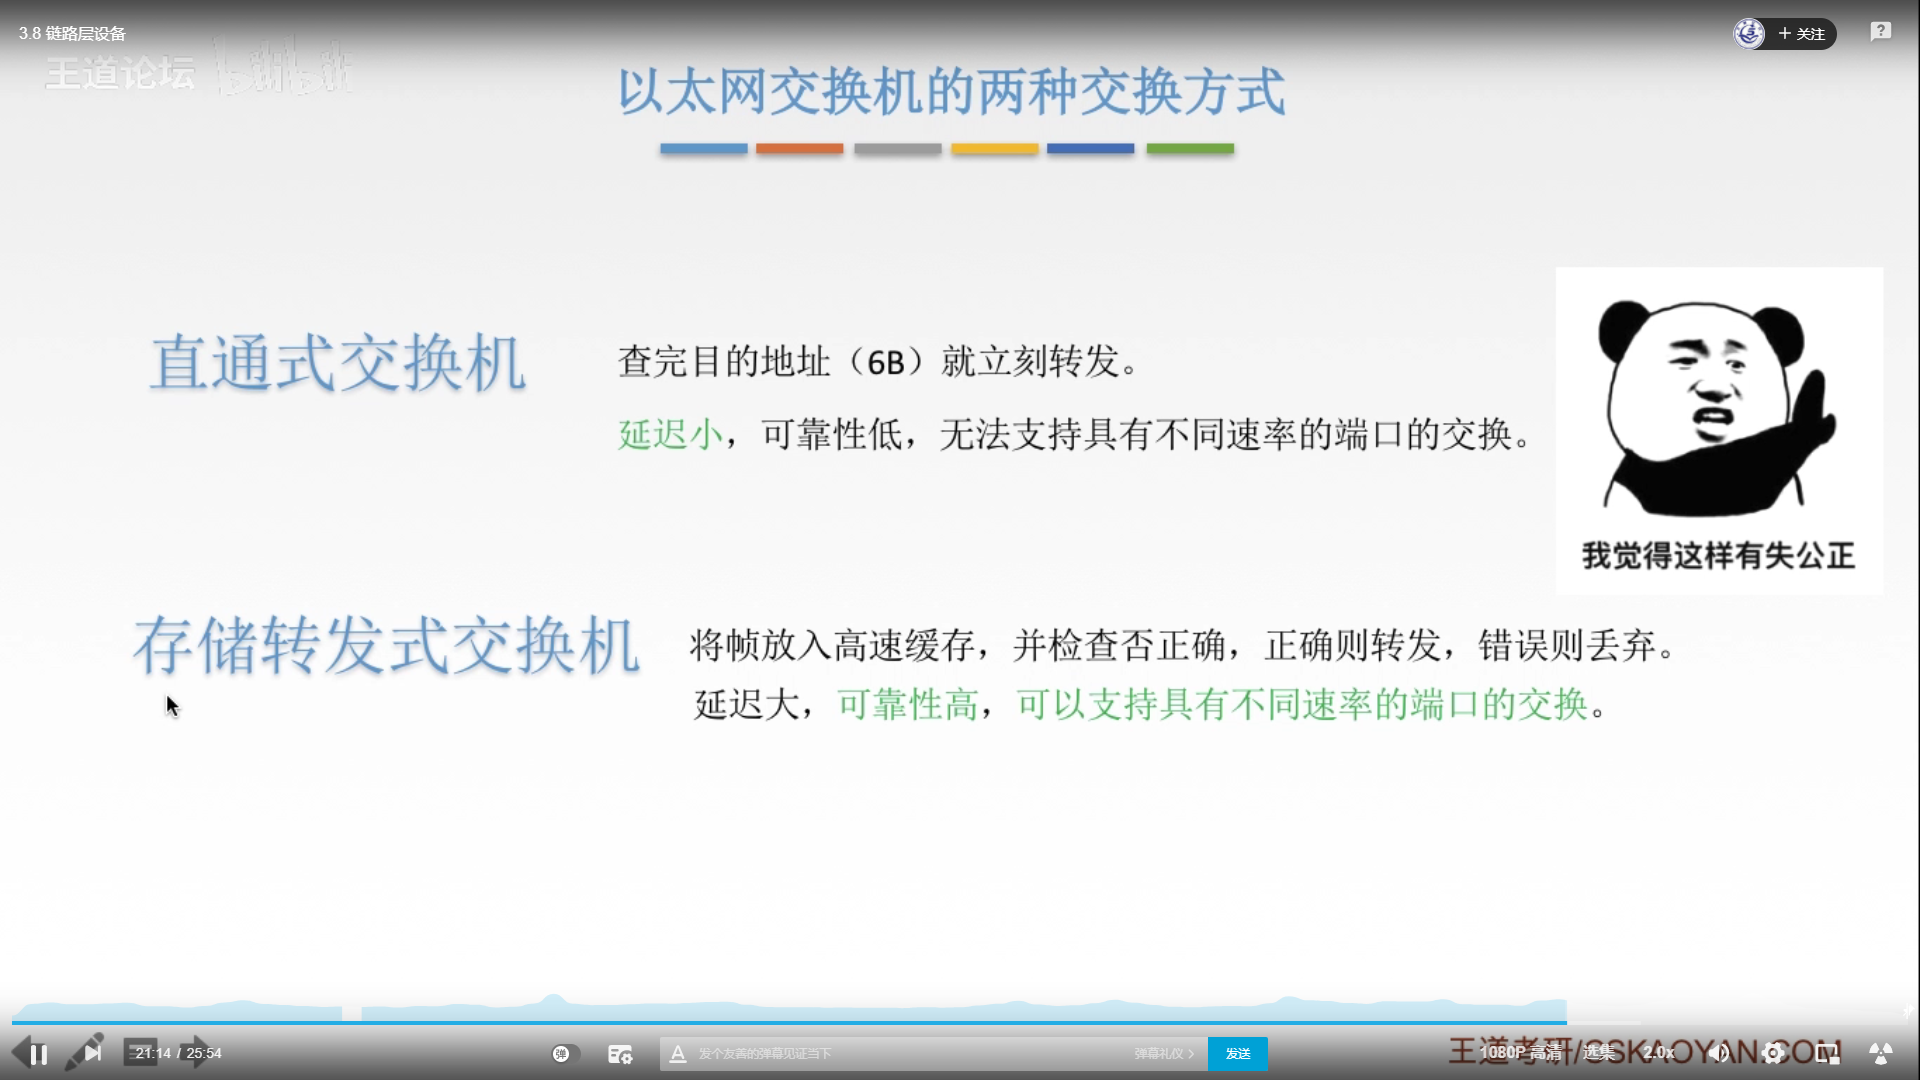 3.8 链路层设备
+ 关注
王道论坛 bilibili
以太网交换机的两种交换方式
直通式交换机
查完目的地址（6B）就立刻转发。
延迟小，可靠性低，无法支持具有不同速率的端口的交换。
我觉得这样有失公正
存储转发式交换机
将帧放入高速缓存，并检查否正确，正确则转发，错误则丢弃。
延迟大，可靠性高，可以支持具有不同速率的端口的交换。
21:14 / 25:54
弹
发个友善的弹幕见证当下
弹幕礼仪
发送
王道考研/CSKAOYAN.COM
1080P 高清
选集
2.0x